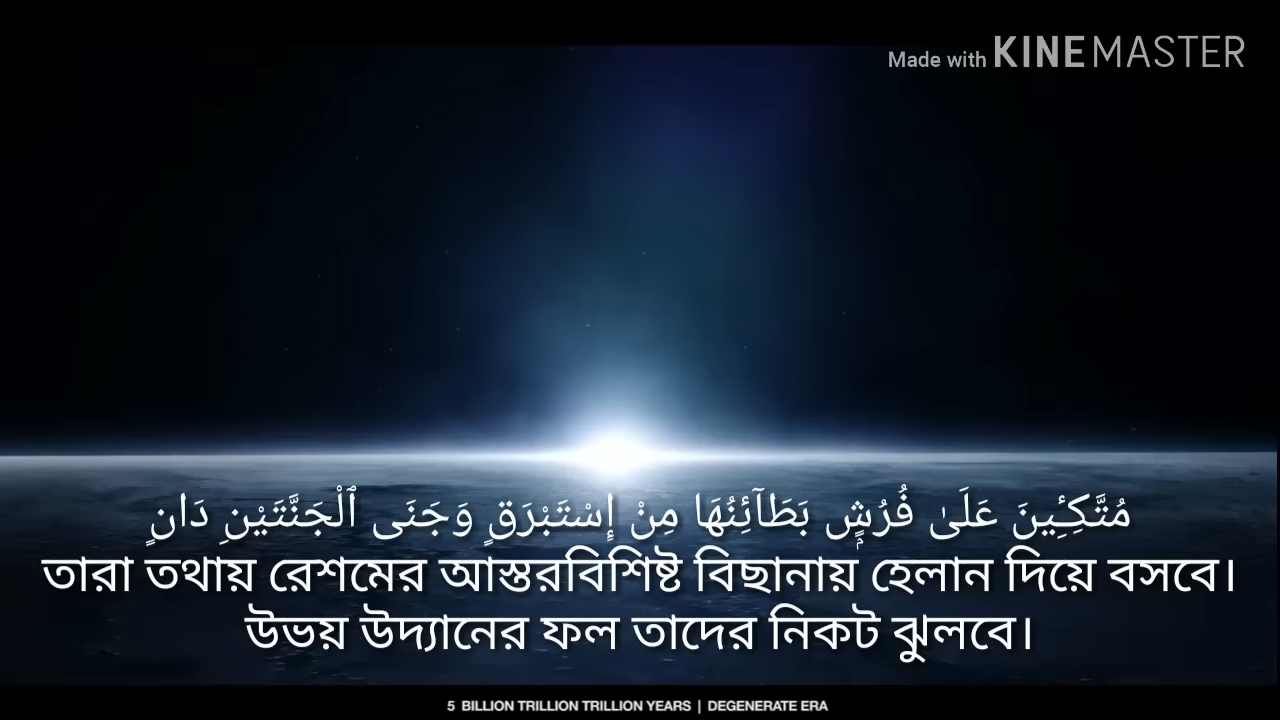 Made with KINEMASTER
مُتَّكِـِٔينَ عَلَىٰ فُرُشٍۭ بَطَآئِنُهَا مِنْ إِسْتَبْرَقٍ وَجَنَى ٱلْجَنَّتَيْنِ دَانٍ
তারা তথায় রেশমের আস্তরবিশিষ্ট বিছানায় হেলান দিয়ে বসবে।
উভয় উদ্যানের ফল তাদের নিকট ঝুলবে।
5 BILLION TRILLION TRILLION YEARS | DEGENERATE ERA